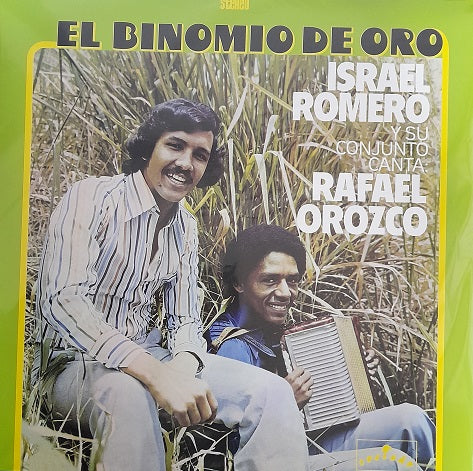 STEREO
EL BINOMIO DE ORO
ISRAEL
ROMERO
Y SU
CONJUNTO
CANTA:
RAFAEL
OROZCO